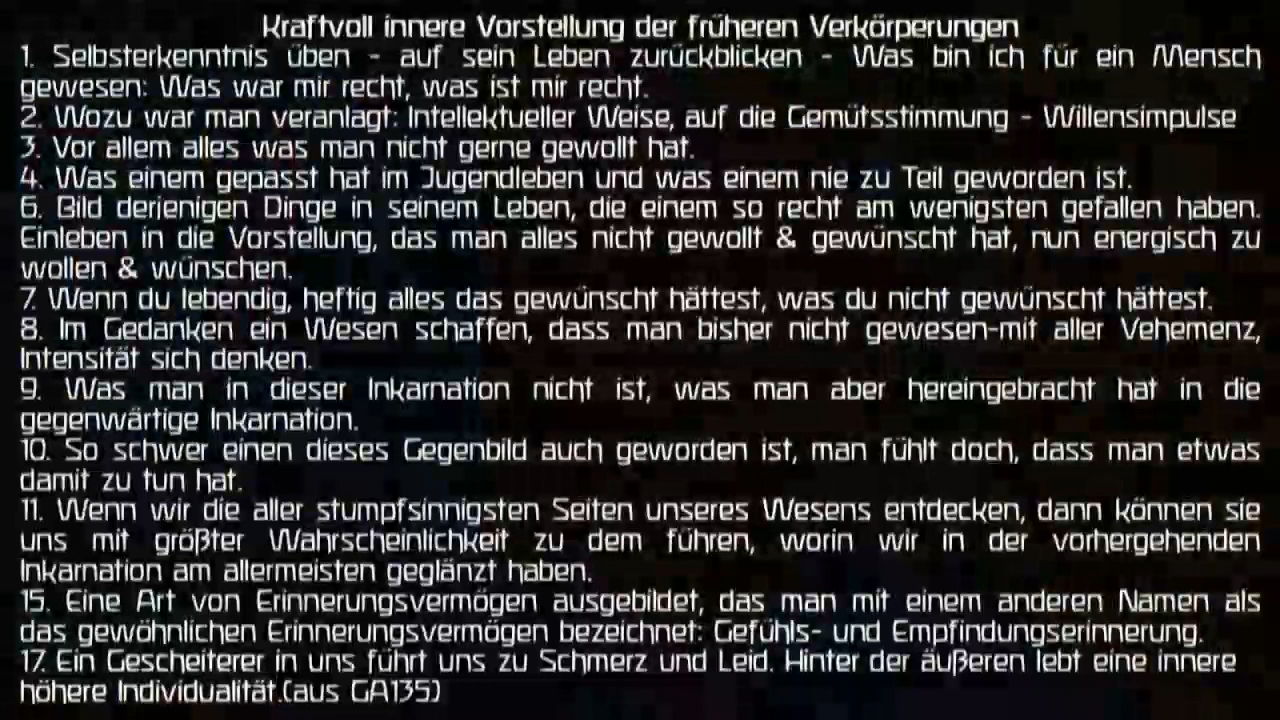 Kraftvoll innere Vorstellung der früheren Verkörperungen
1. Selbsterkenntnis üben - auf sein Leben zurückblicken - Was bin ich für ein Mensch
gewesen: Was war mir recht, was ist mir recht.
2. Wozu war man veranlagt: Intellektueller Weise, auf die Gemütsstimmung - Willensimpulse
3. Vor allem alles was man nicht gerne gewollt hat.
4. Was einem gepasst hat im Jugendleben und was einem nie zu Teil geworden ist.
6. Bild derjenigen Dinge in seinem Leben, die einem so recht am wenigsten gefallen haben.
Einleben in die Vorstellung, das man alles nicht gewollt & gewünscht hat, nun energisch zu
wollen & wünschen.
7. Wenn du lebendig, heftig alles das gewünscht hättest, was du nicht gewünscht hättest.
8. Im Gedanken ein Wesen schaffen, dass man bisher nicht gewesen-mit aller Vehemenz,
Intensität sich denken.
9. Was man in dieser Inkarnation nicht ist, was man aber hereingebracht hat in die
gegenwärtige Inkarnation.
10. So schwer einen dieses Gegenbild auch geworden ist, man fühlt doch, dass man etwas
damit zu tun hat.
11. Wenn wir die aller stumpfsinnigsten Seiten unseres Wesens entdecken, dann können sie
uns mit größter Wahrscheinlichkeit zu dem führen, worin wir in der vorhergehenden
Inkarnation am allermeisten geglänzt haben.
15. Eine Art von Erinnerungsvermögen ausgebildet, das man mit einem anderen Namen als
das gewöhnlichen Erinnerungsvermögen bezeichnet: Gefühls- und Empfindungserinnerung.
17. Ein Gescheiterer in uns führt uns zu Schmerz und Leid. Hinter der äußeren lebt eine innere
höhere Individualität.(aus GA135)